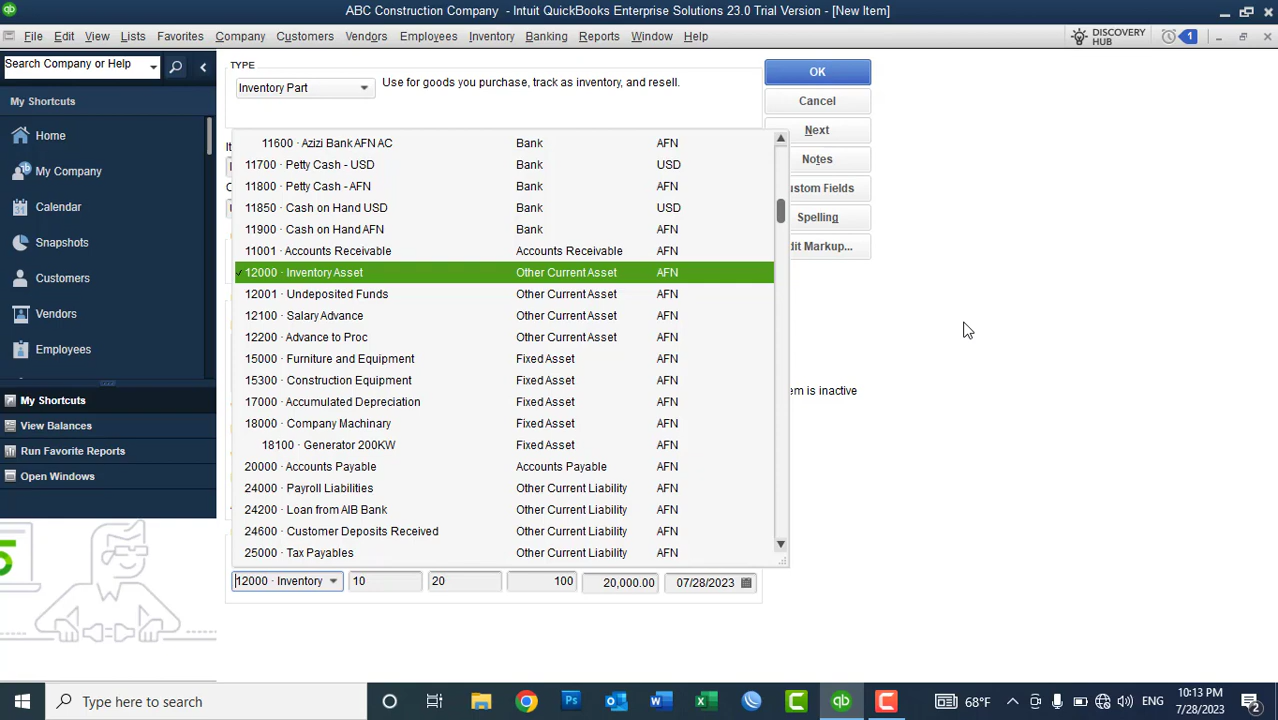 ABC Construction Company - Intuit QuickBooks Enterprise Solutions 23.0 Trial Version - [New Item]
File Edit View Lists Favorites Company Customers Vendors Employees Inventory Banking Reports Window Help
DISCOVERY HUB 1
Search Company or Help
My Shortcuts
Home
My Company
Calendar
Snapshots
Customers
Vendors
Employees
My Shortcuts
View Balances
Run Favorite Reports
Open Windows
TYPE
Inventory Part Use for goods you purchase, track as inventory, and resell.
OK
Cancel
Next
Notes
ustom Fields
Spelling
dit Markup...
em is inactive
11600 · Azizi Bank AFN AC Bank AFN
11700 · Petty Cash - USD Bank USD
11800 · Petty Cash - AFN Bank AFN
11850 · Cash on Hand USD Bank USD
11900 · Cash on Hand AFN Bank AFN
11001 · Accounts Receivable Accounts Receivable AFN
✓ 12000 · Inventory Asset Other Current Asset AFN
12001 · Undeposited Funds Other Current Asset AFN
12100 · Salary Advance Other Current Asset AFN
12200 · Advance to Proc Other Current Asset AFN
15000 · Furniture and Equipment Fixed Asset AFN
15300 · Construction Equipment Fixed Asset AFN
17000 · Accumulated Depreciation Fixed Asset AFN
18000 · Company Machinary Fixed Asset AFN
18100 · Generator 200KW Fixed Asset AFN
20000 · Accounts Payable Accounts Payable AFN
24000 · Payroll Liabilities Other Current Liability AFN
24200 · Loan from AIB Bank Other Current Liability AFN
24600 · Customer Deposits Received Other Current Liability AFN
25000 · Tax Payables Other Current Liability AFN
12000 · Inventory 10 20 100 20,000.00 07/28/2023
Type here to search
68°F ENG 10:13 PM 7/28/2023 2